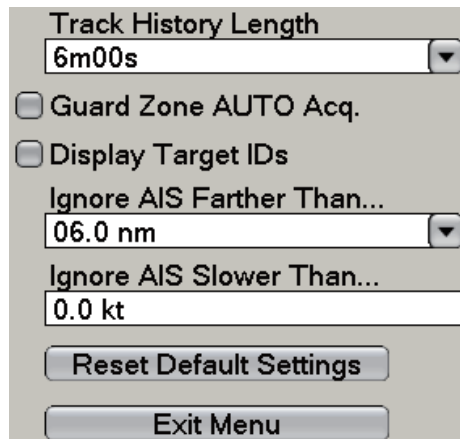 Track History Length
6m00s
Guard Zone AUTO Acq.
Display Target IDs
Ignore AIS Farther Than...
06.0 nm
Ignore AIS Slower Than...
0.0 kt
Reset Default Settings
Exit Menu